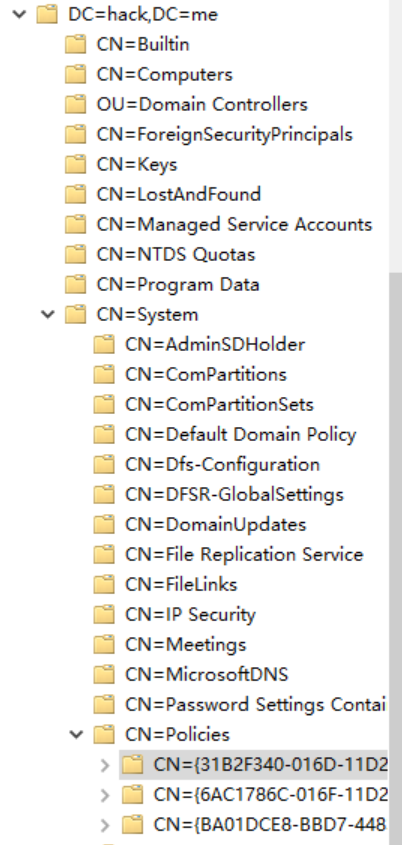 DC=hack,DC=me
CN=Builtin
CN=Computers
OU=Domain Controllers
CN=ForeignSecurityPrincipals
CN=Keys
CN=LostAndFound
CN=Managed Service Accounts
CN=NTDS Quotas
CN=Program Data
CN=System
CN=AdminSDHolder
CN=ComPartitions
CN=ComPartitionSets
CN=Default Domain Policy
CN=Dfs-Configuration
CN=DFSR-GlobalSettings
CN=DomainUpdates
CN=File Replication Service
CN=FileLinks
CN=IP Security
CN=Meetings
CN=MicrosoftDNS
CN=Password Settings Contai
CN=Policies
CN={31B2F340-016D-11D2
CN={6AC1786C-016F-11D2
CN={BA01DCE8-BBD7-448